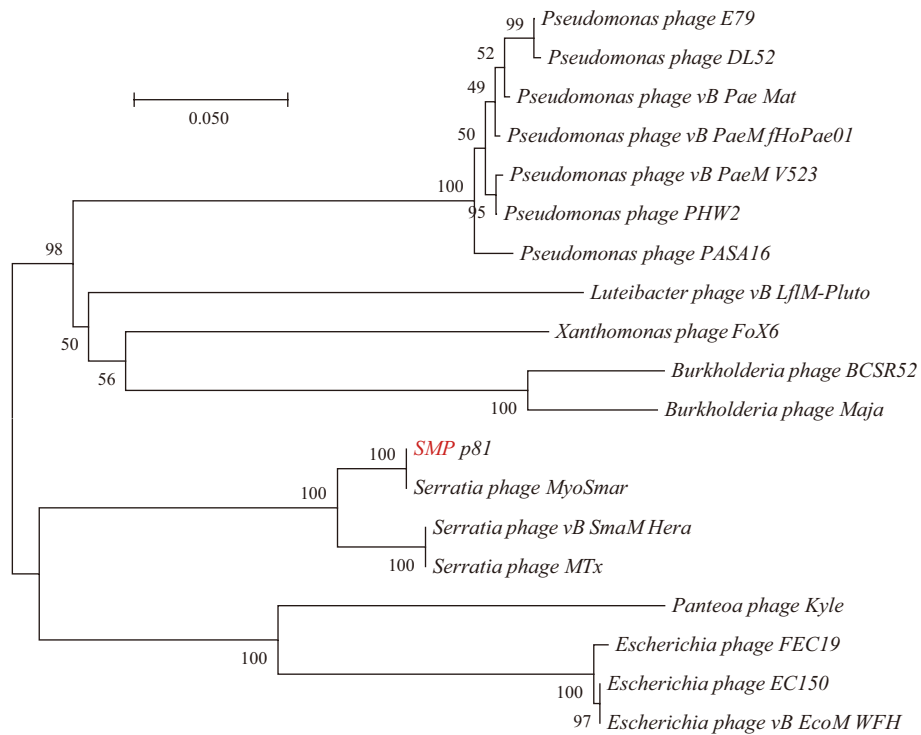 99
Pseudomonas phage E79
52
Pseudomonas phage DL52
49
Pseudomonas phage vB Pae Mat
0.050
50
Pseudomonas phage vB PaeM fHoPae01
100
Pseudomonas phage vB PaeM V523
95
Pseudomonas phage PHW2
98
Pseudomonas phage PASA16
Luteibacter phage vB LflM-Pluto
50
Xanthomonas phage FoX6
56
Burkholderia phage BCSR52
100
Burkholderia phage Maja
100
SMP p81
100
Serratia phage MyoSmar
Serratia phage vB SmaM Hera
100
Serratia phage MTx
Panteoa phage Kyle
100
Escherichia phage FEC19
100
Escherichia phage EC150
97
Escherichia phage vB EcoM WFH